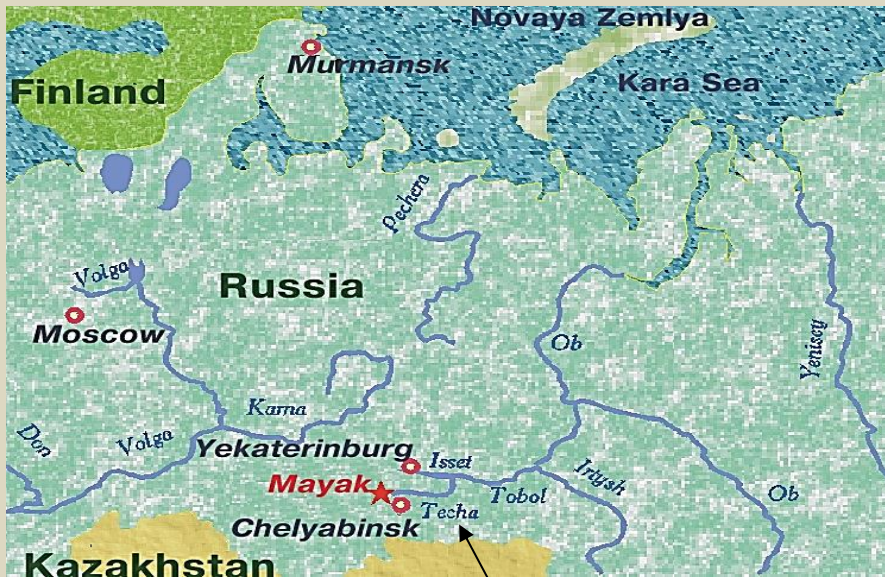 Novaya Zemlya
Murmansk
Finland
Kara Sea
Pechera
Volga
Russia
Moscow
Ob
Yenisey
Kama
Don
Volga
Yekaterinburg
Isset
Mayak
Irtysh
Tobol
Ob
Techa
Chelyabinsk
Kazakhstan